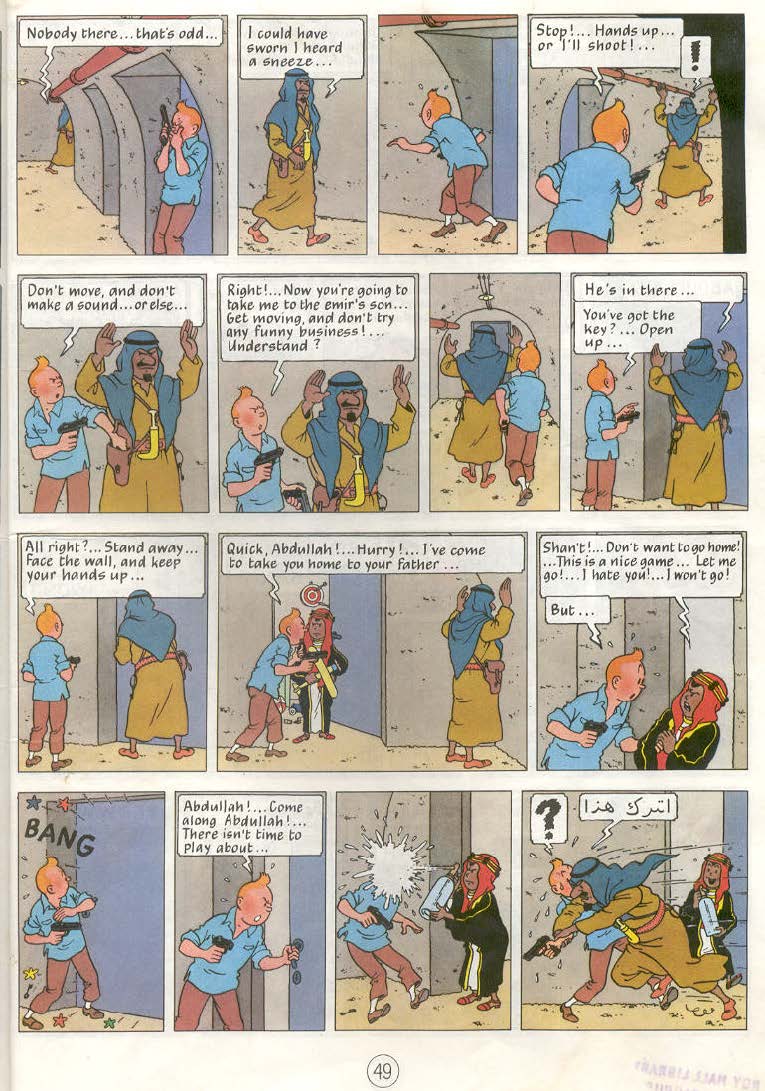 Nobody there...that's odd...
I could have
sworn I heard
a sneeze...
Stop!... Hands up...
or I'll shoot!...
!
Don't move, and don't
make a sound...or else...
Right!... Now you're going to
take me to the emir's son...
Get moving, and don't try
any funny business!...
Understand?
He's in there...
You've got the
key?... Open
up...
All right?... Stand away...
Face the wall, and keep
your hands up...
Quick, Abdullah!... Hurry!... I've come
to take you home to your father...
Shan't!... Don't want to go home!
...This is a nice game... Let me
go!... I hate you!... I won't go!
But...
BANG
Abdullah!... Come
along Abdullah!...
There isn't time to
play about...
?
اترك هذا
49